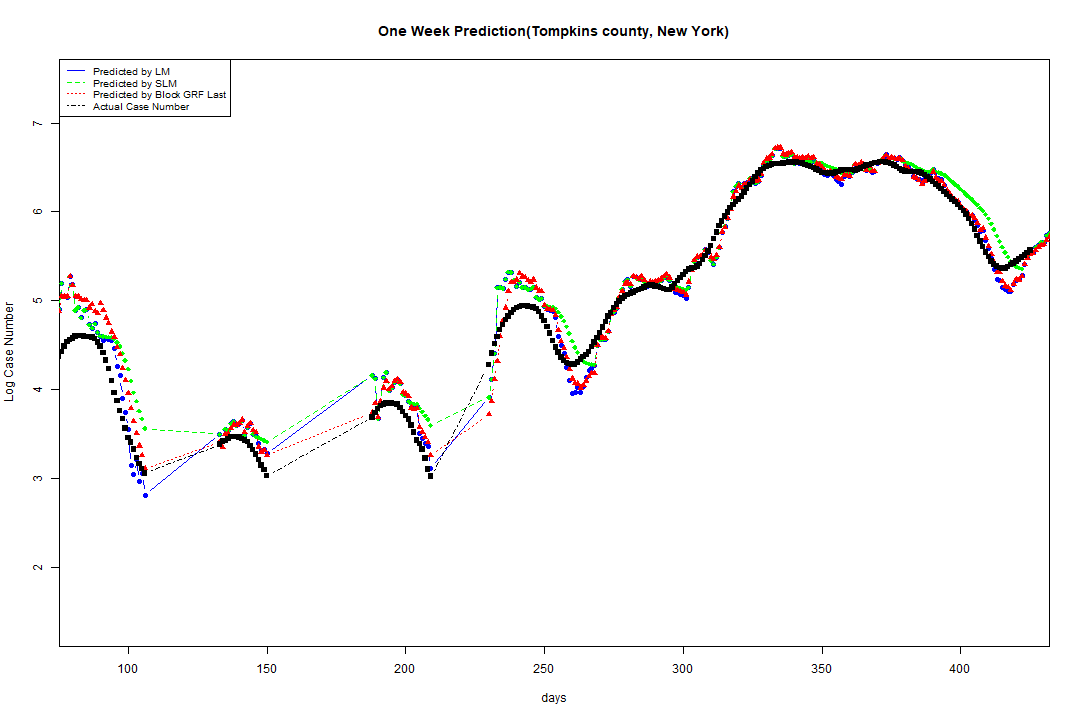 One Week Prediction(Tompkins county, New York)
Predicted by LM
Predicted by SLM
Predicted by Block GRF Last
Actual Case Number
Log Case Number
7
6
5
4
3
2
100 150 200 250 300 350 400
days